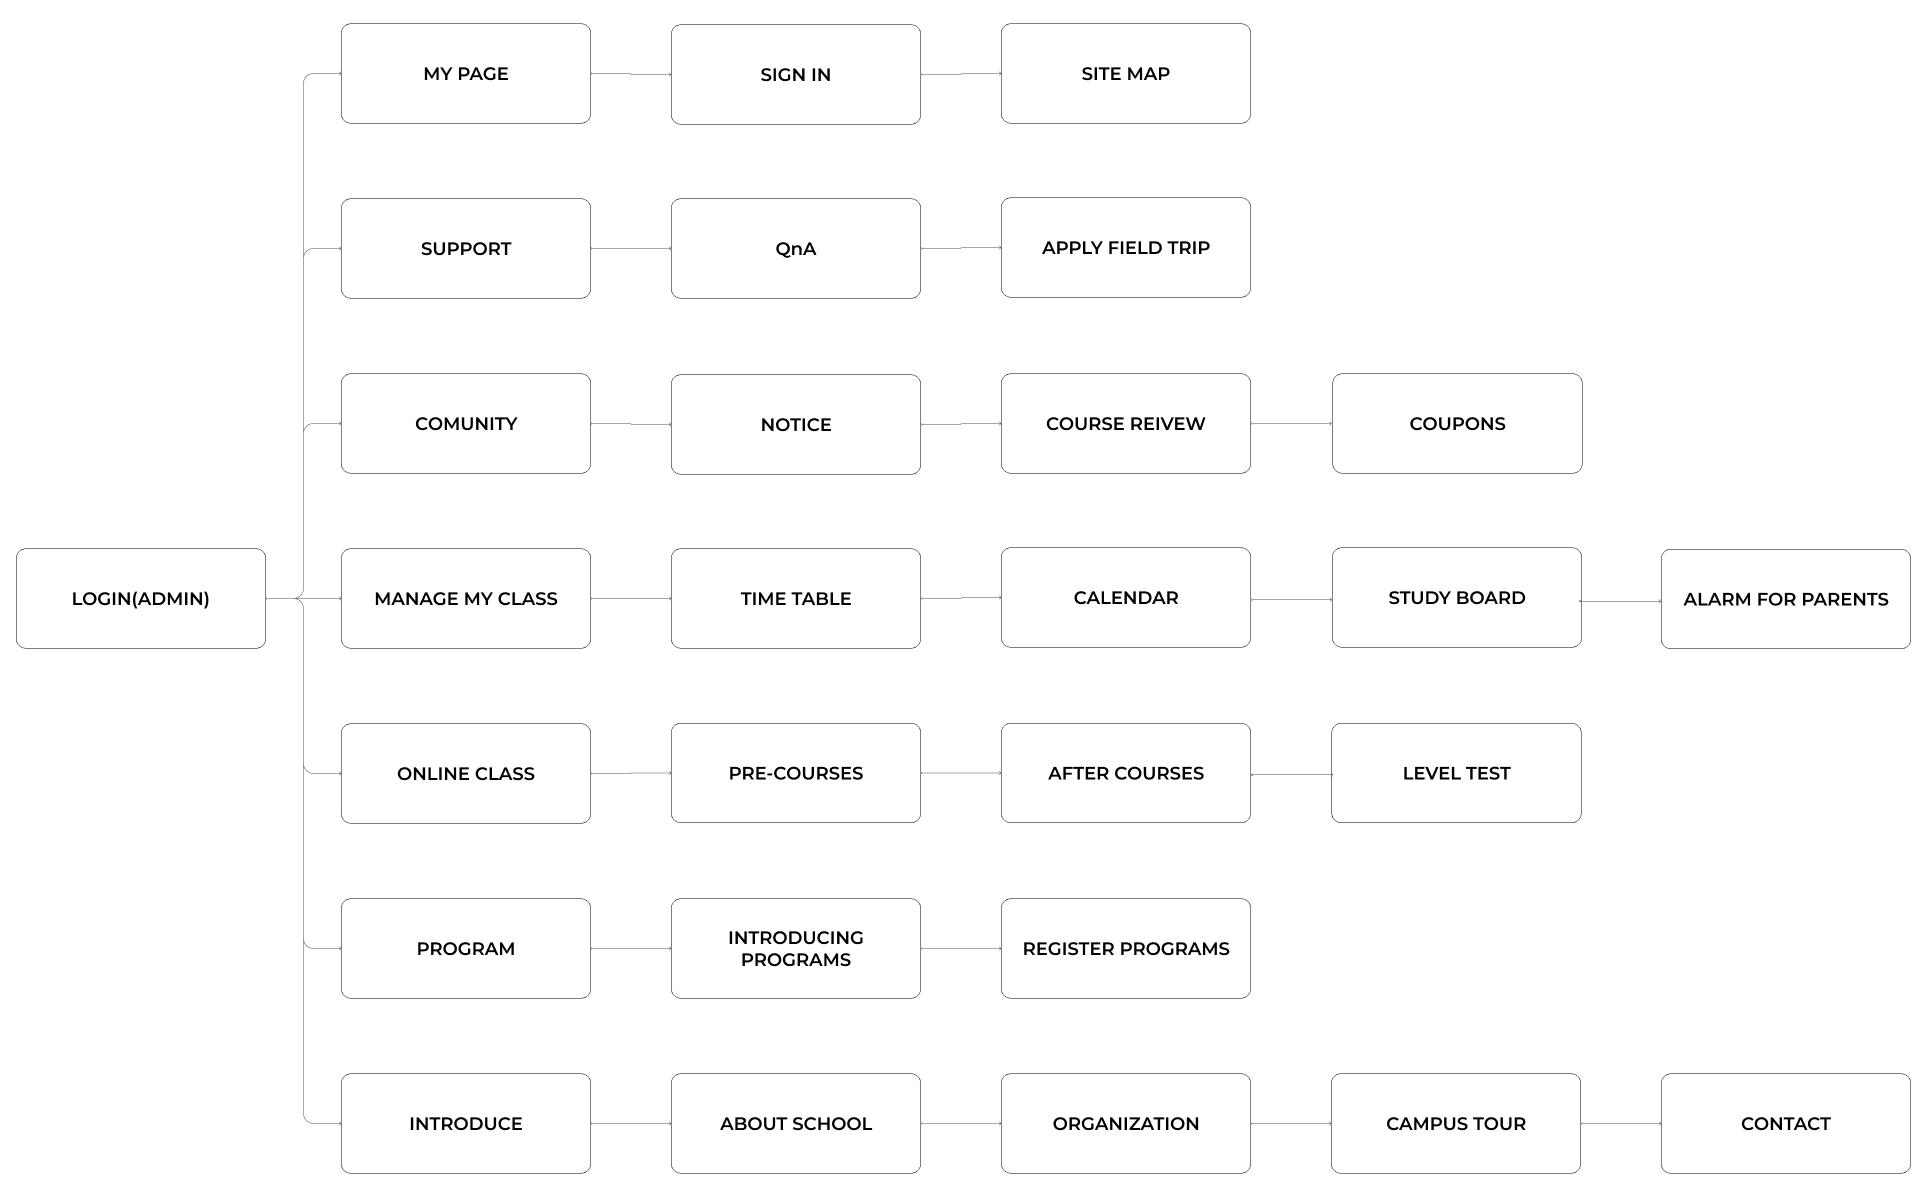 MY PAGE
SIGN IN
SITE MAP
SUPPORT
QnA
APPLY FIELD TRIP
COMUNITY
NOTICE
COURSE REIVEW
COUPONS
LOGIN(ADMIN)
MANAGE MY CLASS
TIME TABLE
CALENDAR
STUDY BOARD
ALARM FOR PARENTS
ONLINE CLASS
PRE-COURSES
AFTER COURSES
LEVEL TEST
PROGRAM
INTRODUCING
PROGRAMS
REGISTER PROGRAMS
INTRODUCE
ABOUT SCHOOL
ORGANIZATION
CAMPUS TOUR
CONTACT